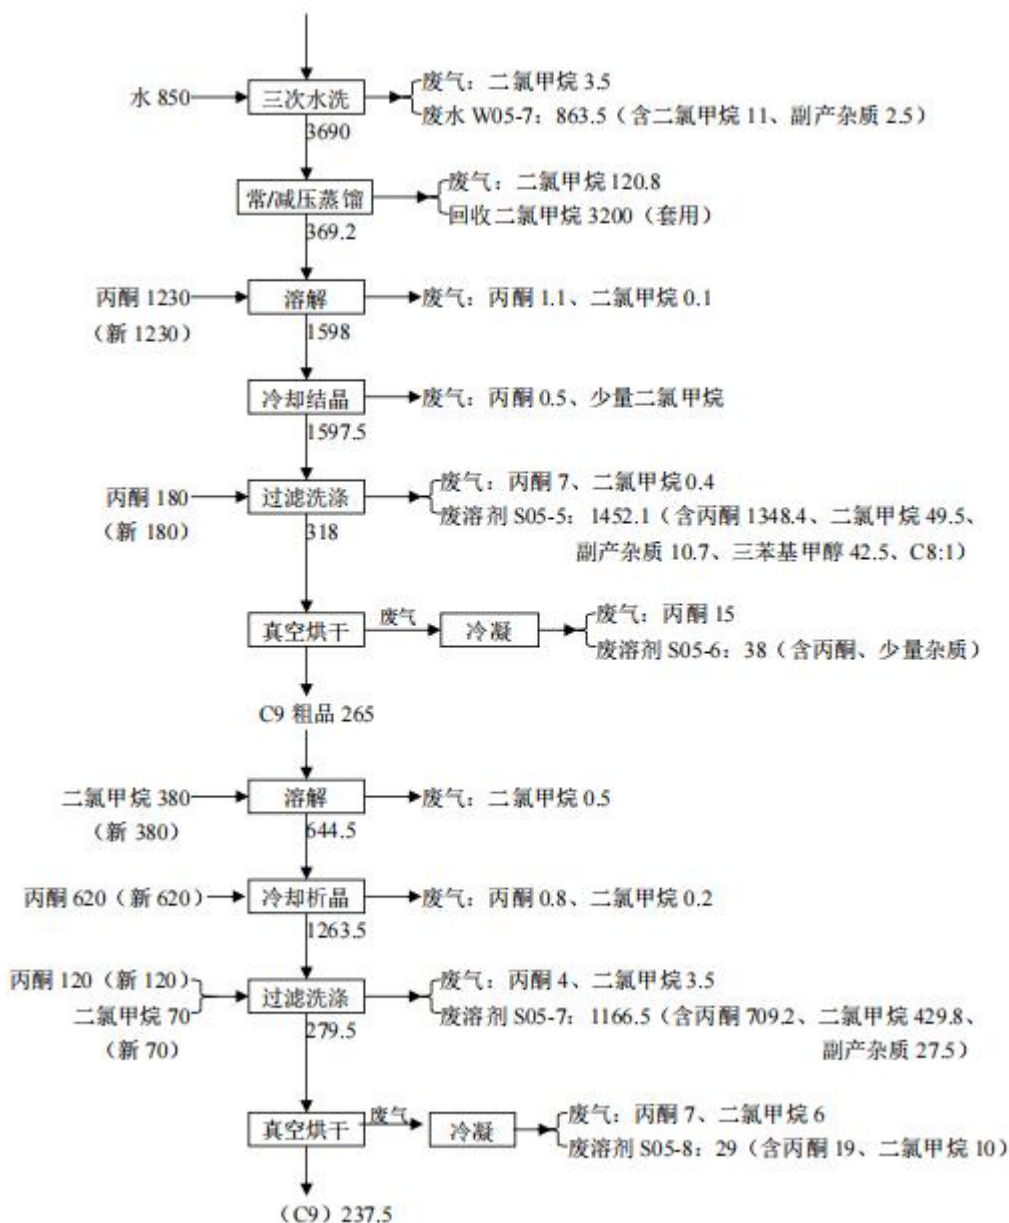 废气：二氯甲烷 3.5
水 850
三次水洗
废水 W05-7：863.5（含二氯甲烷 11、副产杂质 2.5）
3690
废气：二氯甲烷 120.8
常/减压蒸馏
回收二氯甲烷 3200（套用）
369.2
丙酮 1230
溶解
废气：丙酮 1.1、二氯甲烷 0.1
（新 1230）
1598
冷却结晶
废气：丙酮 0.5、少量二氯甲烷
1597.5
废气：丙酮 7、二氯甲烷 0.4
丙酮 180
过滤洗涤
废溶剂 S05-5：1452.1（含丙酮 1348.4、二氯甲烷 49.5、
（新 180）
318
副产杂质 10.7、三苯基甲醇 42.5、C8:1）
废气
废气：丙酮 15
真空烘干
冷凝
废溶剂 S05-6：38（含丙酮、少量杂质）
C9 粗品 265
二氯甲烷 380
溶解
废气：二氯甲烷 0.5
（新 380）
644.5
丙酮 620（新 620）
冷却析晶
废气：丙酮 0.8、二氯甲烷 0.2
1263.5
丙酮 120（新 120）
废气：丙酮 4、二氯甲烷 3.5
过滤洗涤
二氯甲烷 70
废溶剂 S05-7：1166.5（含丙酮 709.2、二氯甲烷 429.8、
（新 70）
279.5
副产杂质 27.5）
废气
废气：丙酮 7、二氯甲烷 6
真空烘干
冷凝
废溶剂 S05-8：29（含丙酮 19、二氯甲烷 10）
（C9）237.5